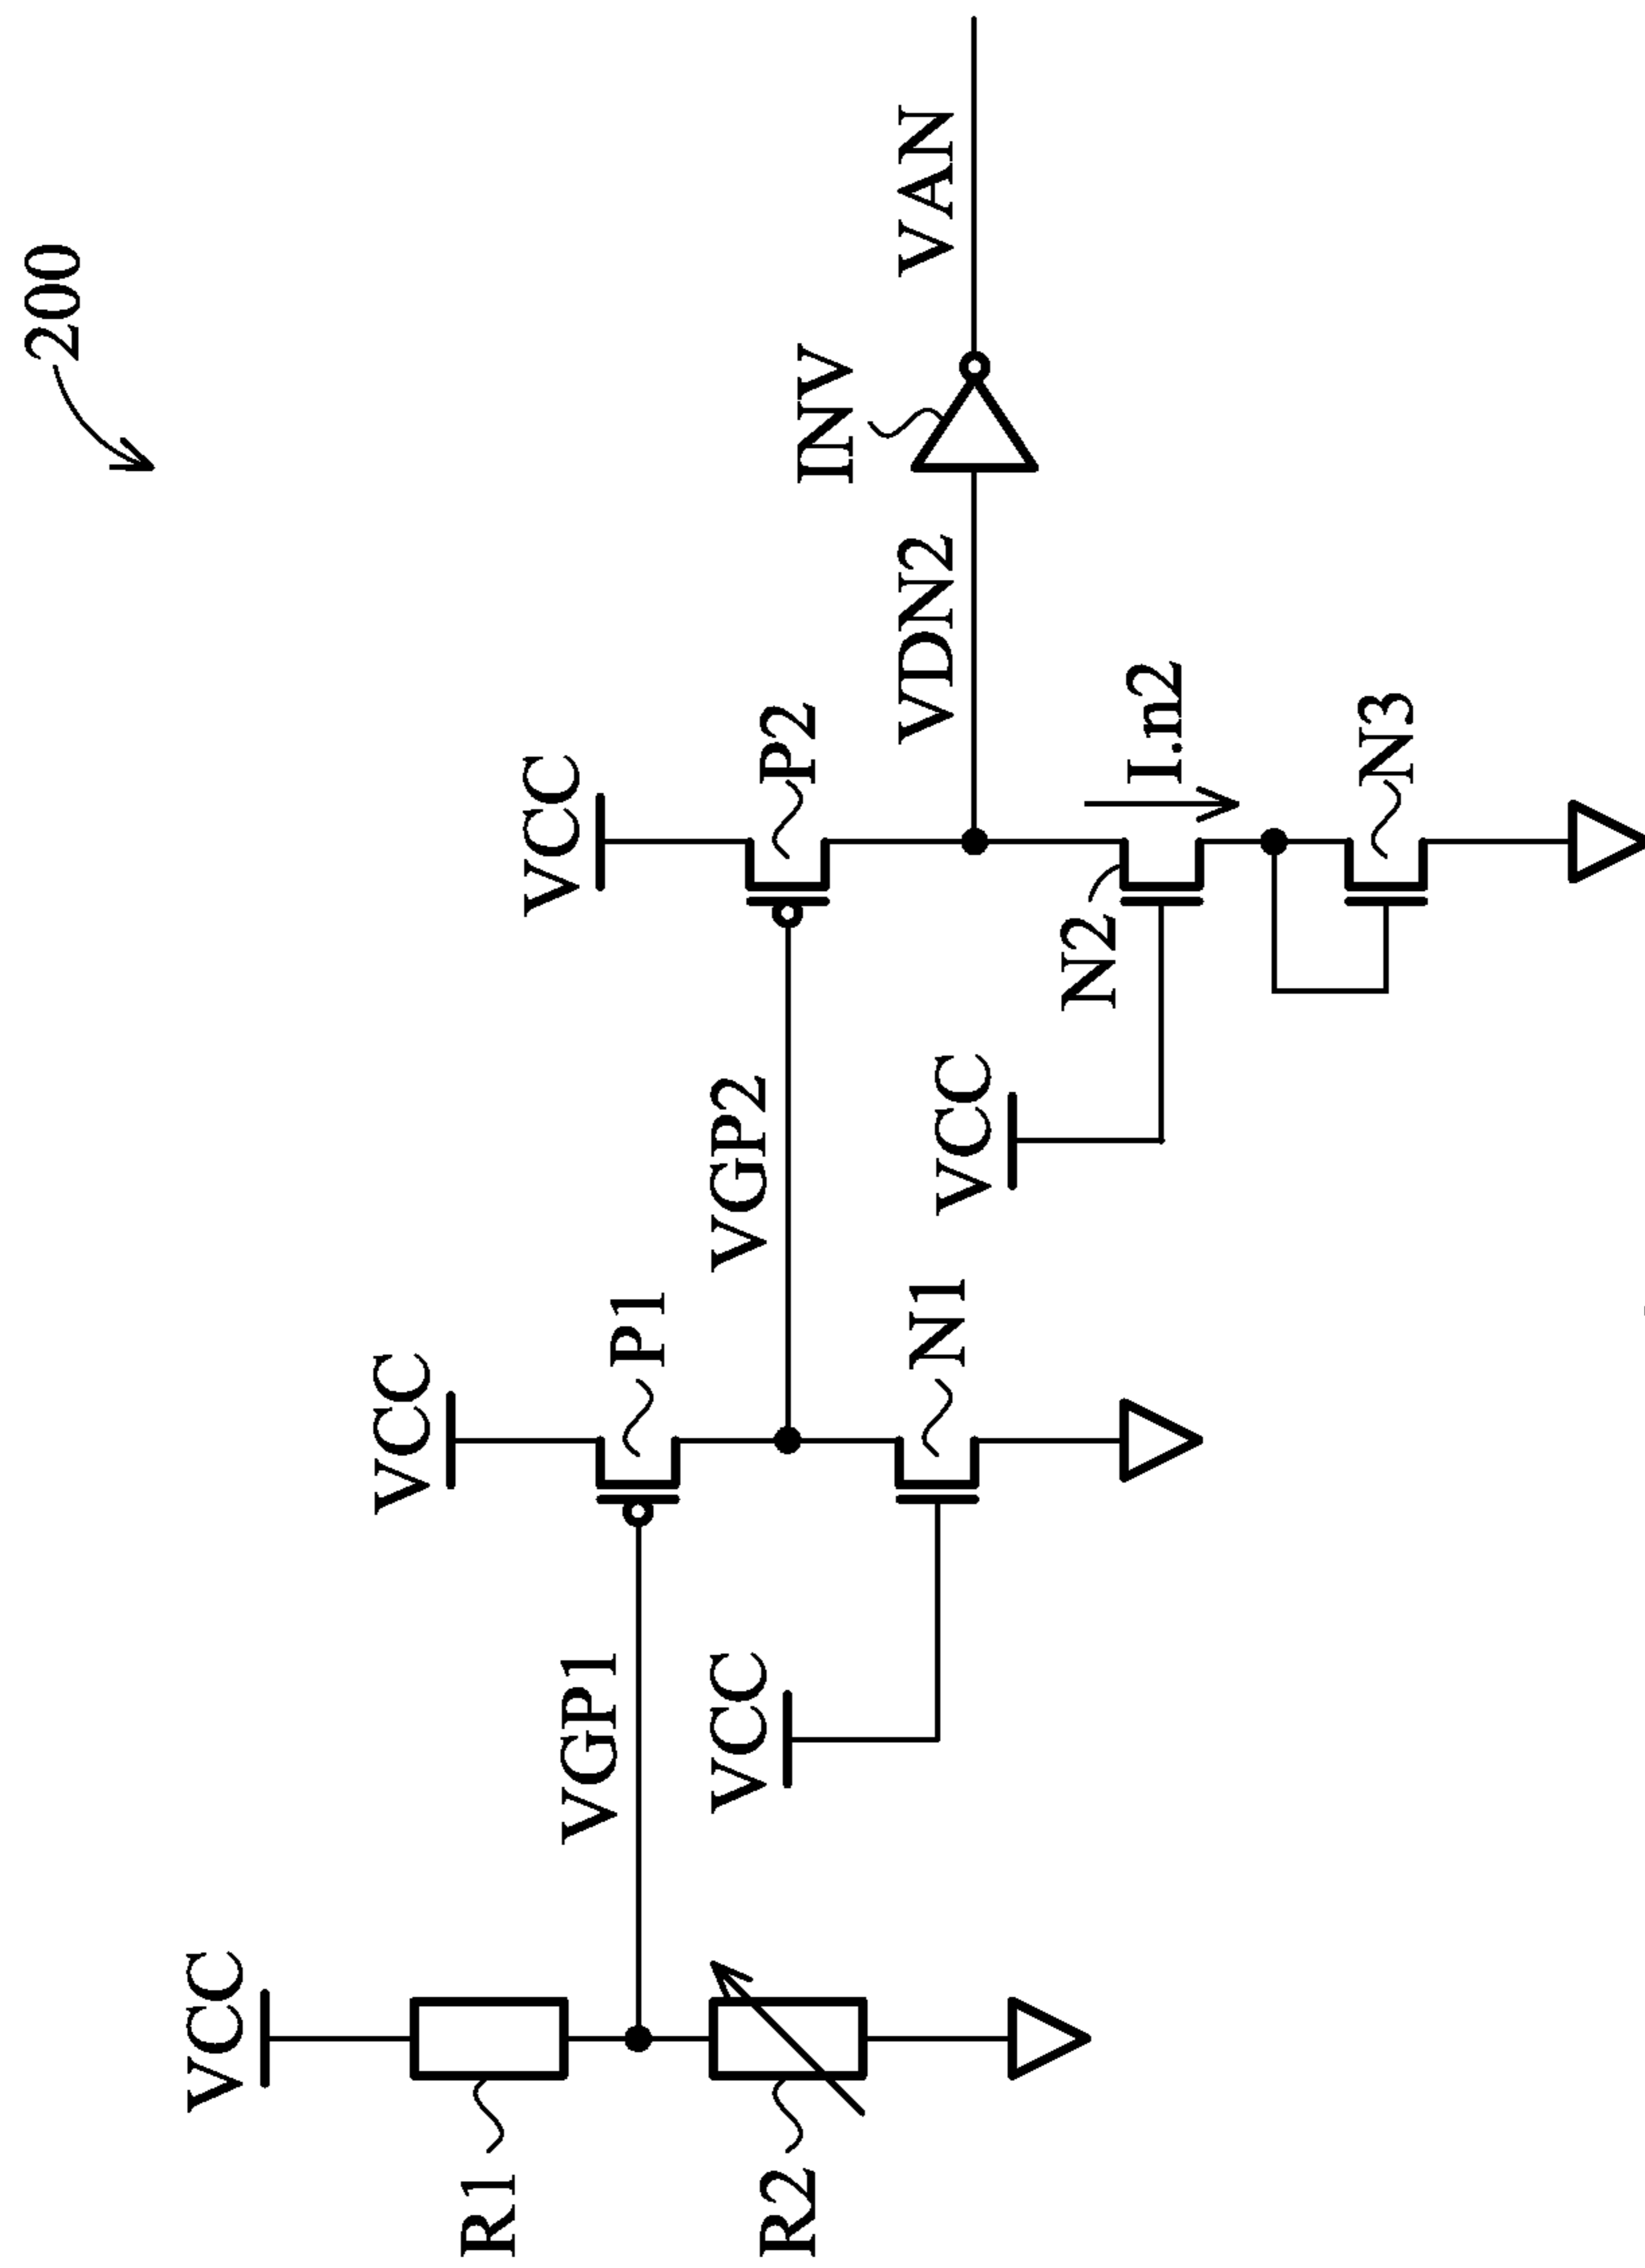 200
VCC
R1
R2
VGP1
VCC
P1
VCC
N1
VGP2
VCC
P2
VCC
N2
I.n2
N3
VDN2
INV
VAN